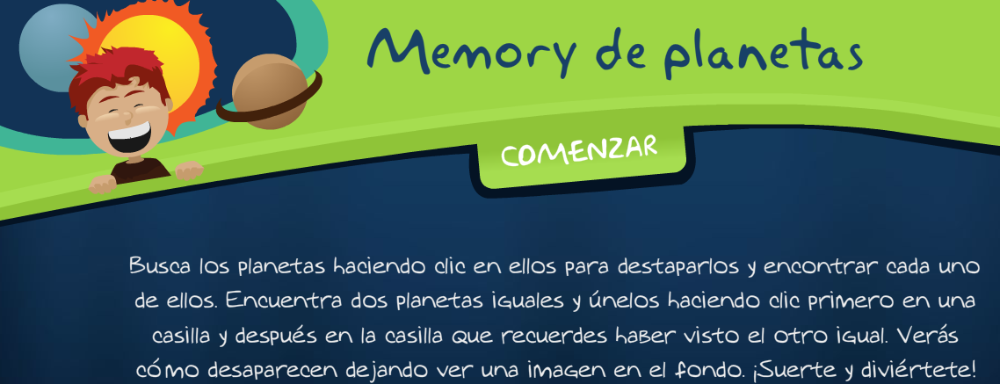 Memory de planetas
COMENZAR
Busca los planetas haciendo clic en ellos para destaparlos y encontrar cada uno
de ellos. Encuentra dos planetas iguales y únelos haciendo clic primero en una
casilla y después en la casilla que recuerdes haber visto el otro igual. Verás
cómo desaparecen dejando ver una imagen en el fondo. ¡Suerte y diviértete!